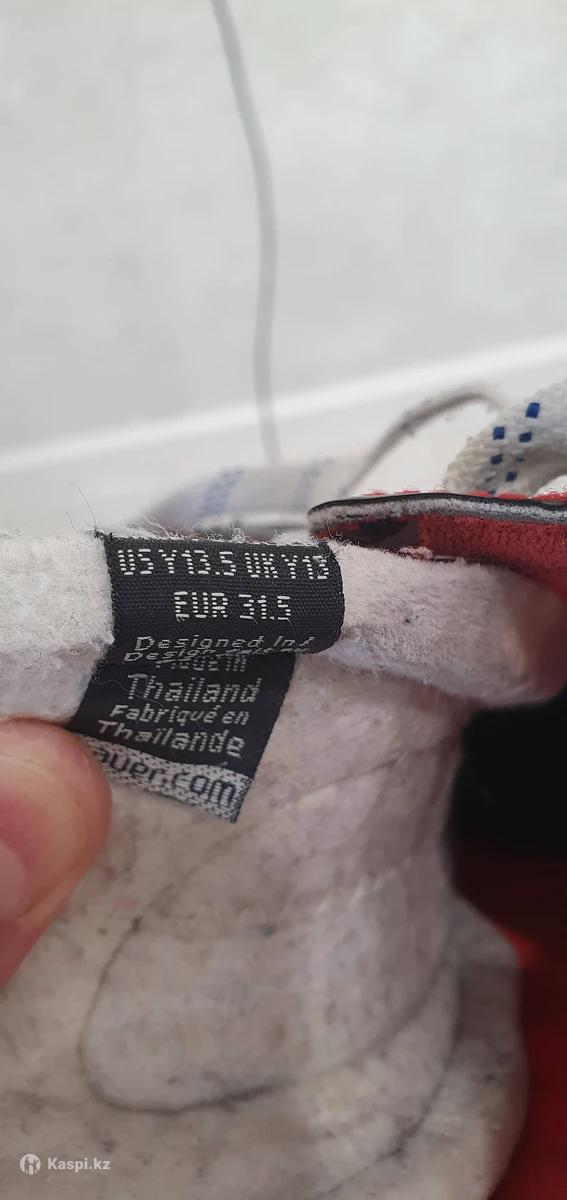 US Y13.5 UK Y13
EUR 31.5
Designed in
Made in
Thailand
Fabriqué en
Thaïlande
auer.com
Kaspi.kz